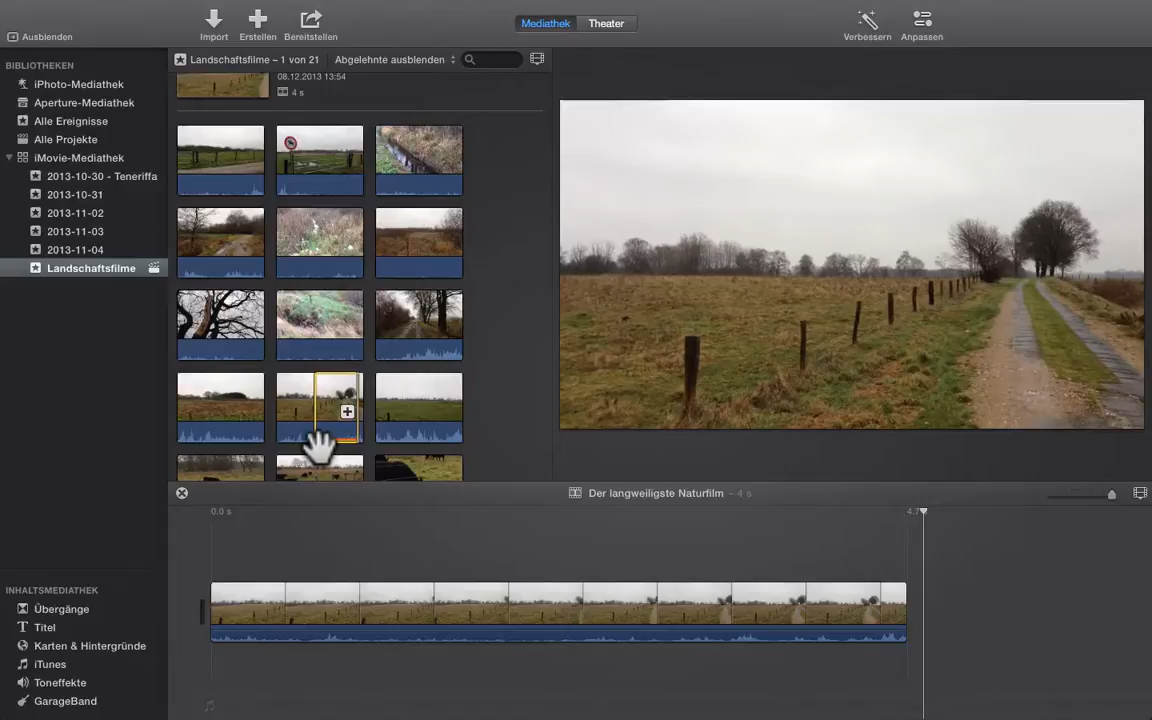 Mediathek Theater
Ausblenden Import Erstellen Bereitstellen Verbessern Anpassen
BIBLIOTHEKEN
iPhoto-Mediathek
Aperture-Mediathek
Alle Ereignisse
Alle Projekte
iMovie-Mediathek
2013-10-30 - Teneriffa
2013-10-31
2013-11-02
2013-11-03
2013-11-04
Landschaftsfilme
Landschaftsfilme – 1 von 21 Abgelehnte ausblenden
08.12.2013 13:54
4 s
Der langweiligste Naturfilm – 4 s
0.0 s
INHALTSMEDIATHEK
Übergänge
Titel
Karten & Hintergründe
iTunes
Toneffekte
GarageBand